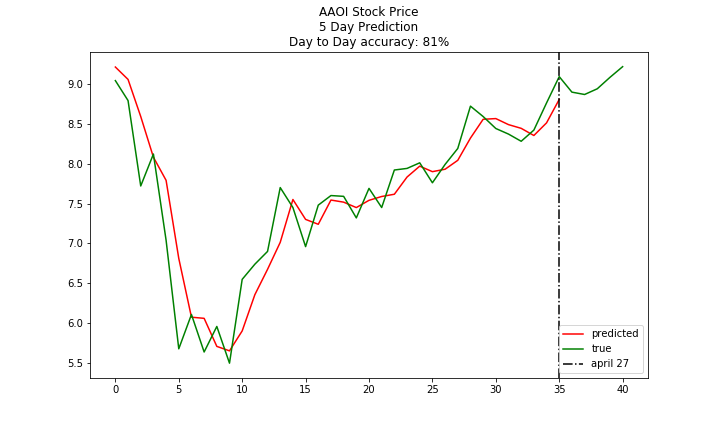 AAOI Stock Price
5 Day Prediction
Day to Day accuracy: 81%
9.0
8.5
8.0
7.5
7.0
6.5
6.0
5.5
predicted
true
april 27
0 5 10 15 20 25 30 35 40